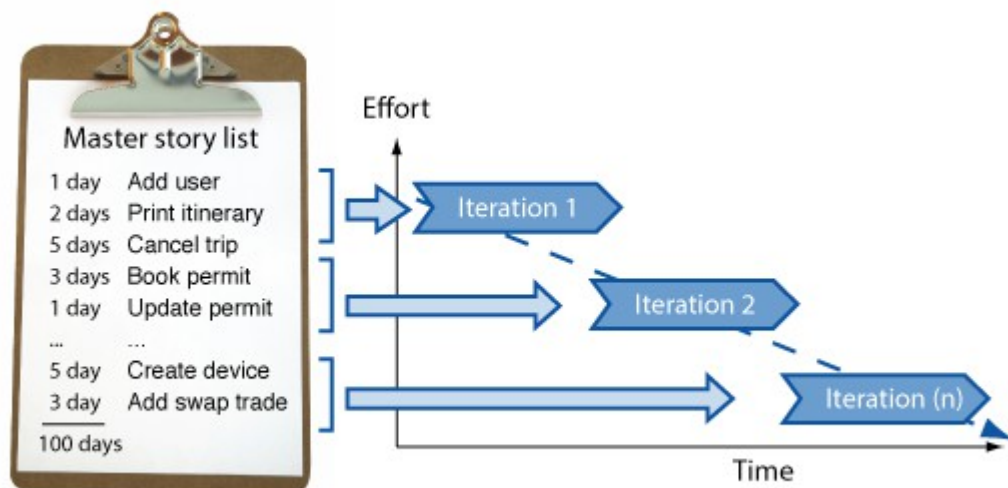 Master story list
1 day Add user
2 days Print itinerary
5 days Cancel trip
3 days Book permit
1 day Update permit
... ...
5 day Create device
3 day Add swap trade
100 days
Effort
Iteration 1
Iteration 2
Iteration (n)
Time